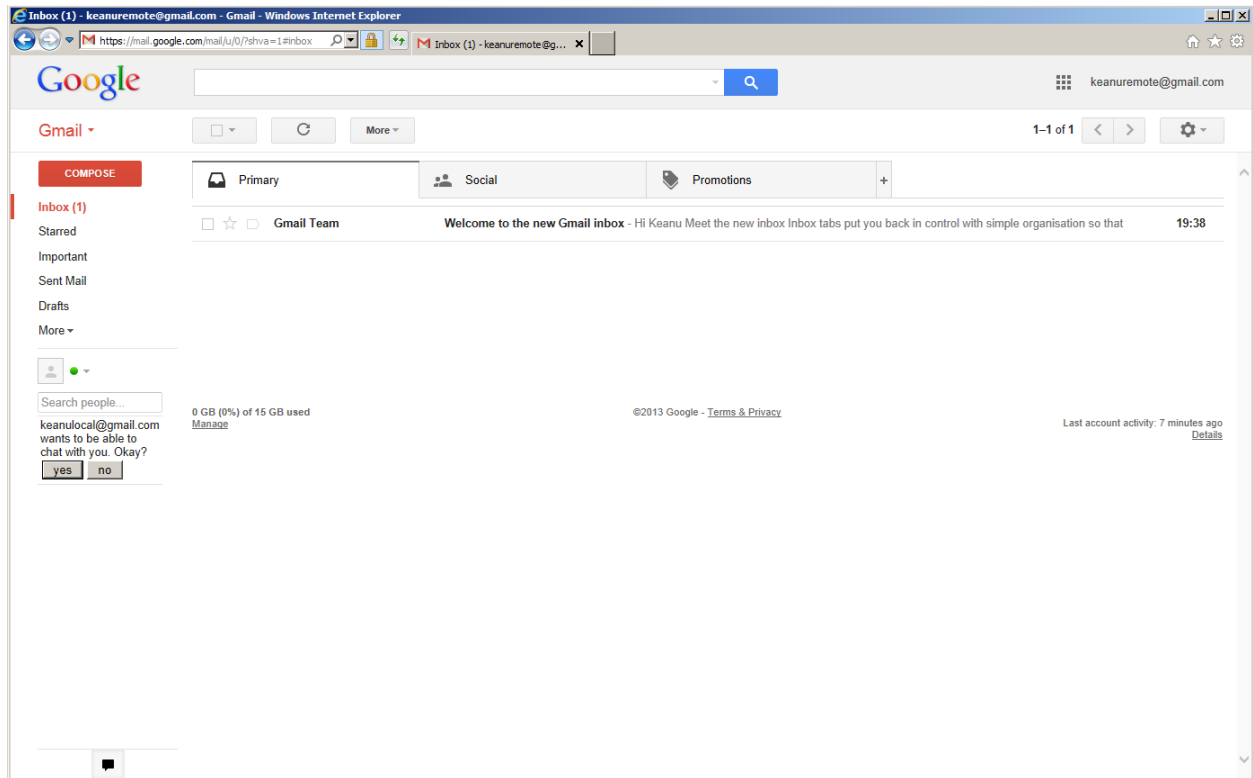 Inbox (1) - keanuremote@gmail.com - Gmail - Windows Internet Explorer
https://mail.google.com/mail/u/0/?shva=1#inbox
Inbox (1) - keanuremote@g...
Google
keanuremote@gmail.com
Gmail
More
1–1 of 1
COMPOSE
Primary
Social
Promotions
+
Inbox (1)
Starred
Important
Sent Mail
Drafts
More
Gmail Team
Welcome to the new Gmail inbox - Hi Keanu Meet the new inbox Inbox tabs put you back in control with simple organisation so that
19:38
Search people...
keanulocal@gmail.com
wants to be able to
chat with you. Okay?
yes
no
0 GB (0%) of 15 GB used
Manage
©2013 Google - Terms & Privacy
Last account activity: 7 minutes ago
Details